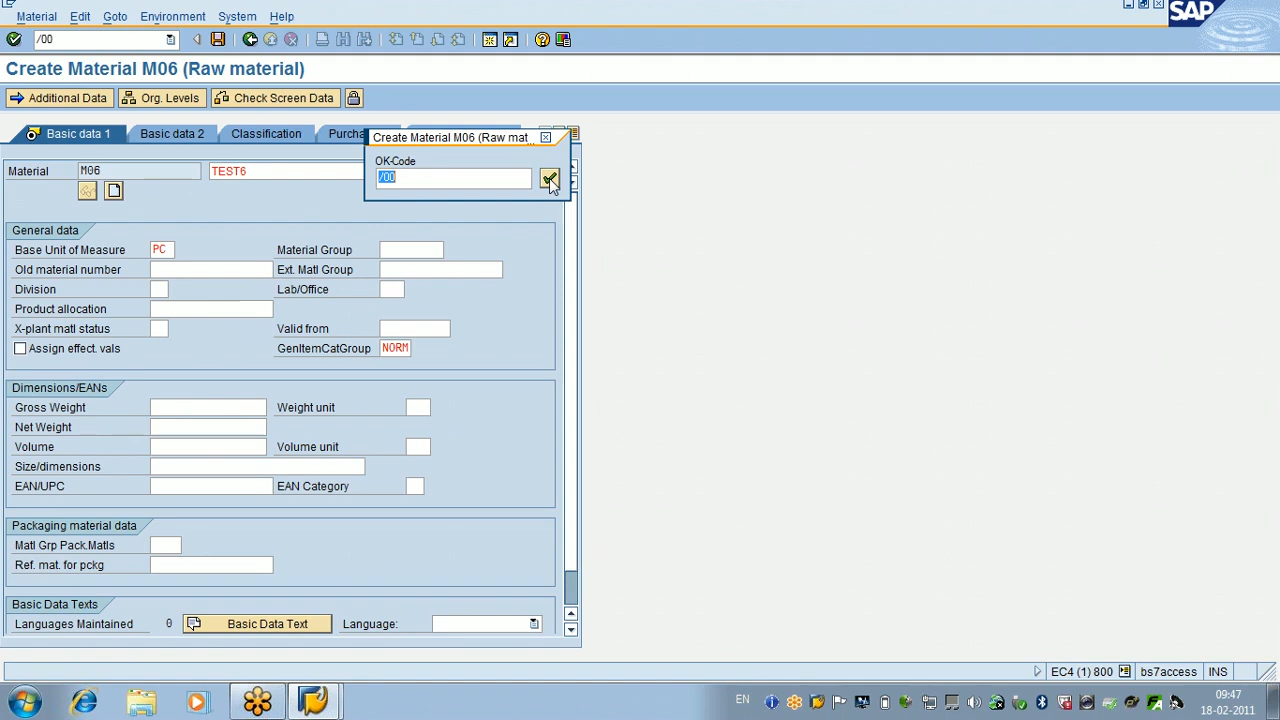 Material Edit Goto Environment System Help
SAP
/00
Create Material M06 (Raw material)
Additional Data Org. Levels Check Screen Data
Basic data 1 Basic data 2 Classification Purcha
Create Material M06 (Raw mat...
OK-Code
/00
Material M06 TEST6
General data
Base Unit of Measure PC Material Group
Old material number Ext. Matl Group
Division Lab/Office
Product allocation
X-plant matl status Valid from
Assign effect. vals GenItemCatGroup NORM
Dimensions/EANs
Gross Weight Weight unit
Net Weight
Volume Volume unit
Size/dimensions
EAN/UPC EAN Category
Packaging material data
Matl Grp Pack.Matls
Ref. mat. for pckg
Basic Data Texts
Languages Maintained 0 Basic Data Text Language:
EC4 (1) 800 bs7access INS
EN 09:47
18-02-2011